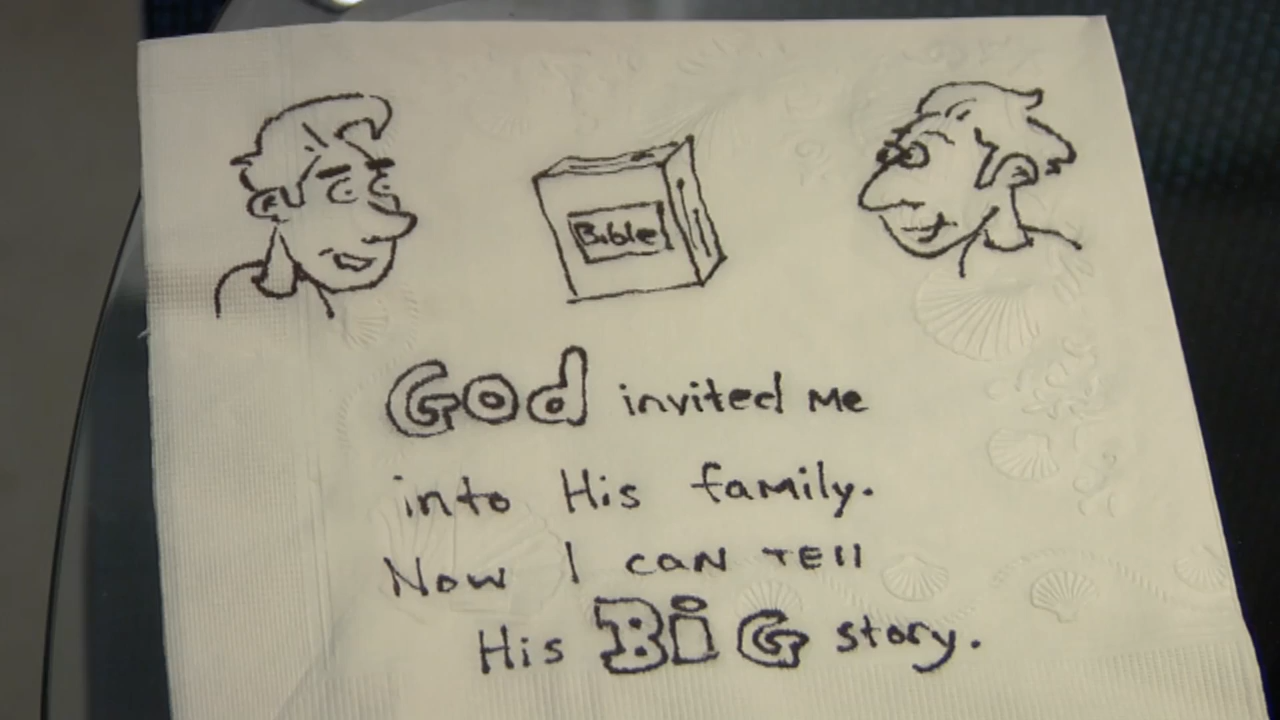 Bible
God invited me
into His family.
Now I can tell
His BiG story.